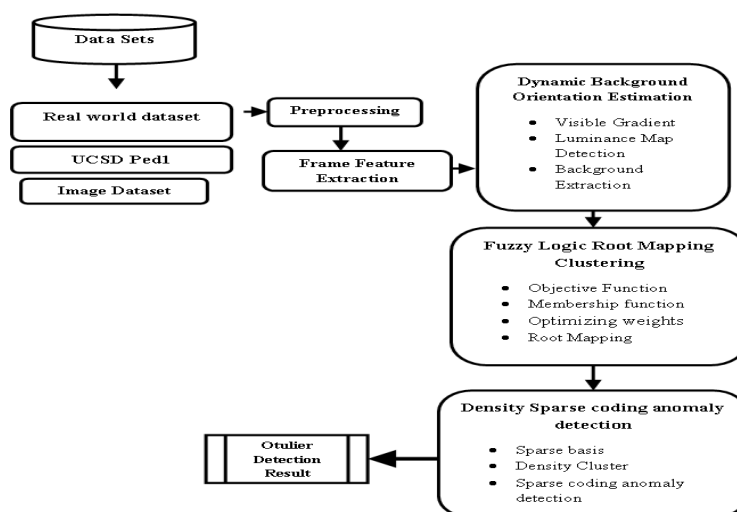 Data Sets
Real world dataset
UCSD Ped1
Image Dataset
Preprocessing
Frame Feature
Extraction
Dynamic Background
Orientation Estimation
• Visible Gradient
• Luminance Map
Detection
• Background
Extraction
Fuzzy Logic Root Mapping
Clustering
• Objective Function
• Membership function
• Optimizing weights
• Root Mapping
Density Sparse coding anomaly
detection
• Sparse basis
• Density Cluster
• Sparse coding anomaly
detection
Otulier
Detection
Result